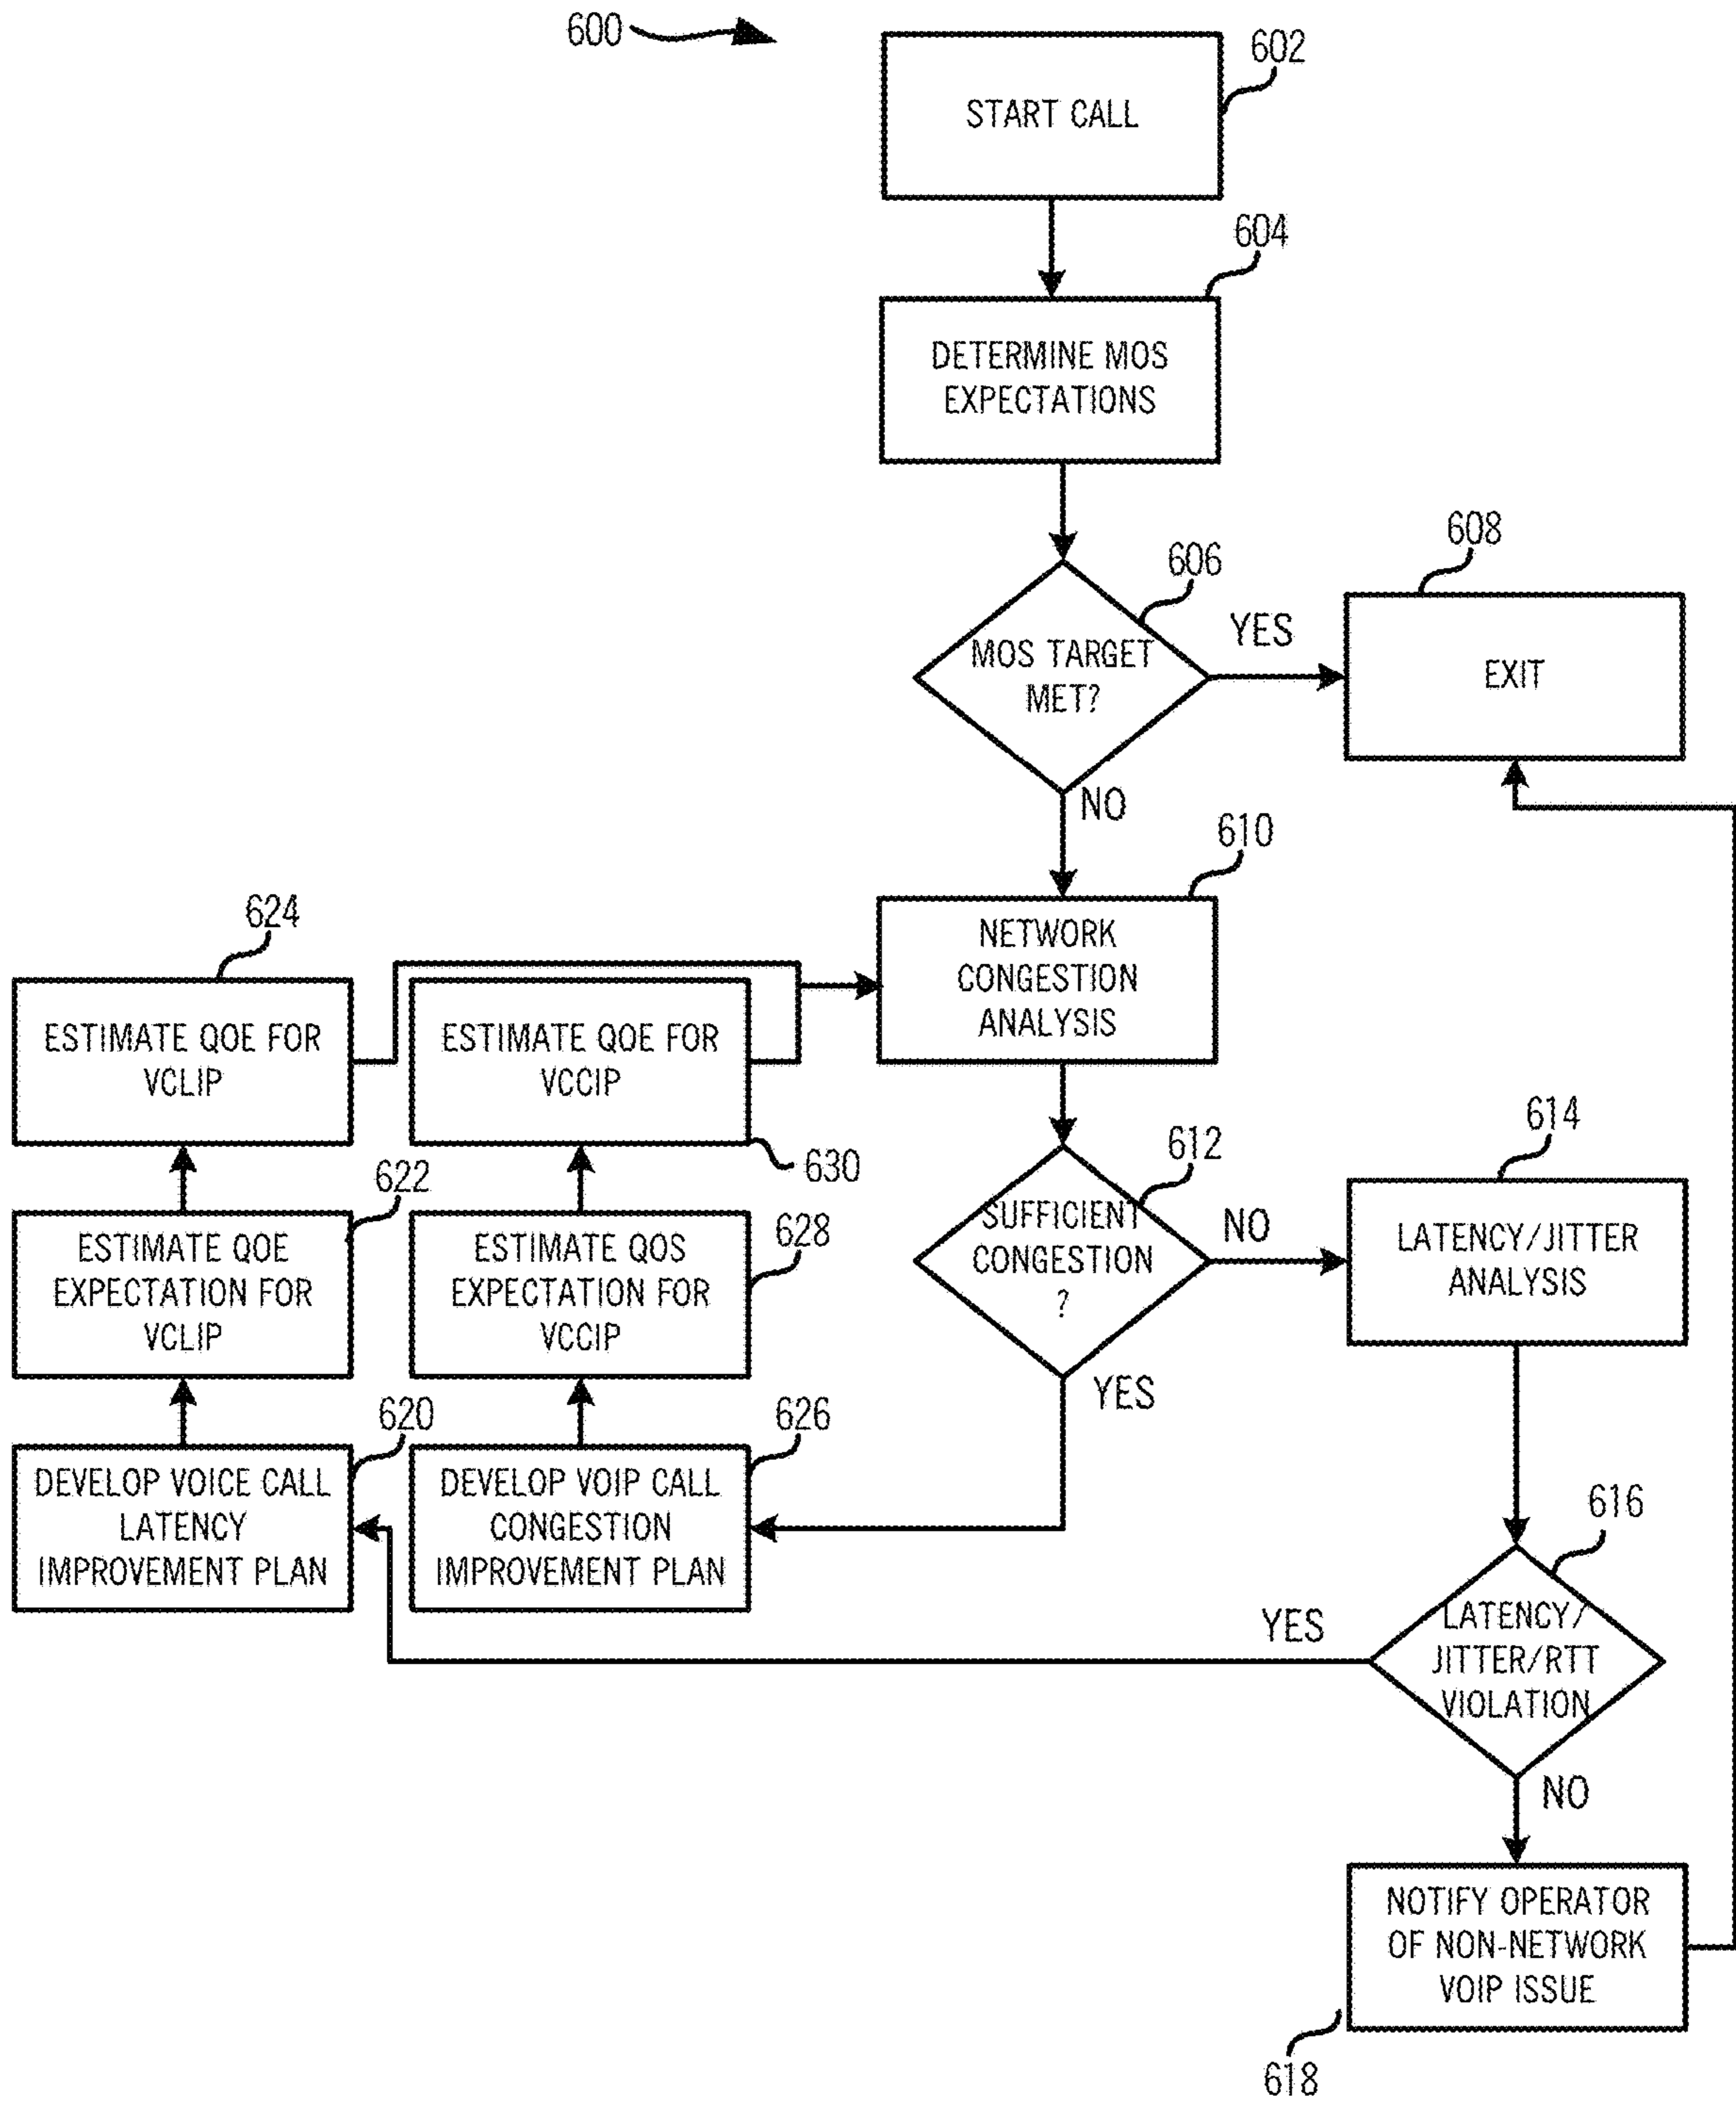 600
602
START CALL
604
DETERMINE MOS
EXPECTATIONS
606
MOS TARGET
MET?
YES
608
EXIT
NO
610
NETWORK
CONGESTION
ANALYSIS
624
ESTIMATE QOE FOR
VCLIP
ESTIMATE QOE FOR
VCCIP
630
612
SUFFICIENT
CONGESTION
?
NO
YES
614
LATENCY/JITTER
ANALYSIS
622
ESTIMATE QOE
EXPECTATION FOR
VCLIP
628
ESTIMATE QOS
EXPECTATION FOR
VCCIP
620
DEVELOP VOICE CALL
LATENCY
IMPROVEMENT PLAN
626
DEVELOP VOIP CALL
CONGESTION
IMPROVEMENT PLAN
616
LATENCY/
JITTER/RTT
VIOLATION
YES
NO
NOTIFY OPERATOR
OF NON-NETWORK
VOIP ISSUE
618